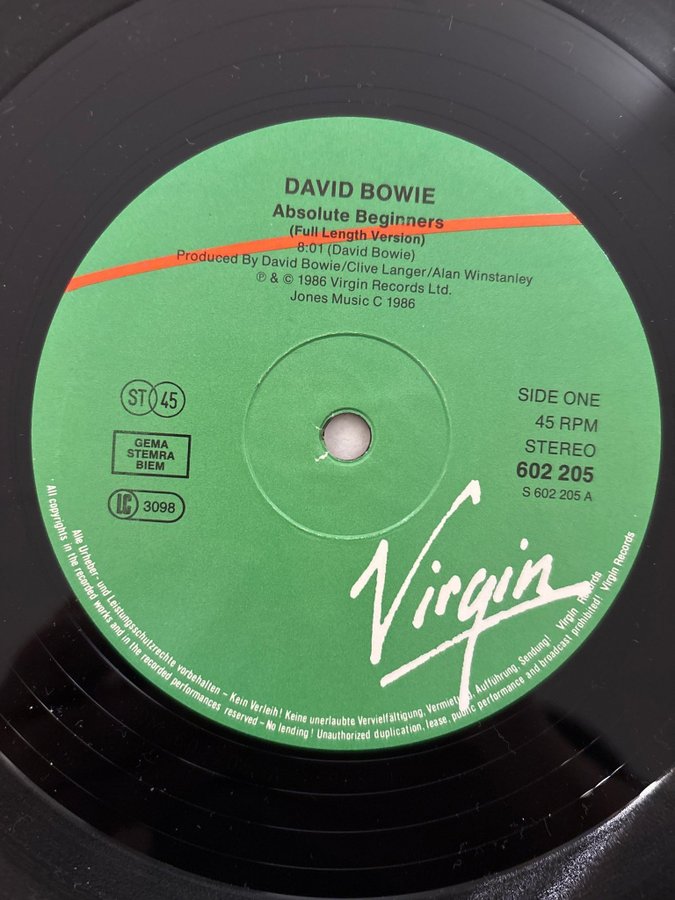 DAVID BOWIE
Absolute Beginners
(Full Length Version)
8:01 (David Bowie)
Produced By David Bowie/Clive Langer/Alan Winstanley
℗ & © 1986 Virgin Records Ltd.
Jones Music C 1986
ST 45
GEMA
STEMRA
BIEM
LC 3098
SIDE ONE
45 RPM
STEREO
602 205
S 602 205 A
Virgin
Alle Urheber- und Leistungsschutzrechte vorbehalten – Kein Verleih! Keine unerlaubte Vervielfältigung, Vermietung, Aufführung, Sendung! Virgin Records
· All copyrights in the recorded works and in the recorded performances reserved – No lending! Unauthorized duplication, lease, public performance and broadcast prohibited! Virgin Records